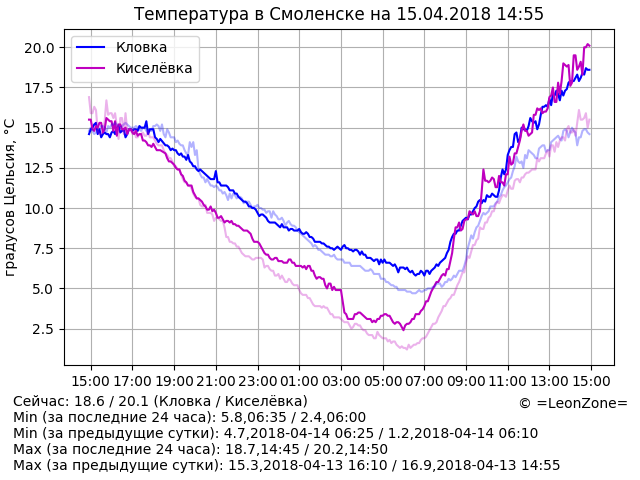 Температура в Смоленске на 15.04.2018 14:55
Кловка
Киселёвка
градусов Цельсия, °C
20.0
17.5
15.0
12.5
10.0
7.5
5.0
2.5
15:00 17:00 19:00 21:00 23:00 01:00 03:00 05:00 07:00 09:00 11:00 13:00 15:00
Сейчас: 18.6 / 20.1 (Кловка / Киселёвка)
© =LeonZone=
Min (за последние 24 часа): 5.8,06:35 / 2.4,06:00
Min (за предыдущие сутки): 4.7,2018-04-14 06:25 / 1.2,2018-04-14 06:10
Max (за последние 24 часа): 18.7,14:45 / 20.2,14:50
Max (за предыдущие сутки): 15.3,2018-04-13 16:10 / 16.9,2018-04-13 14:55